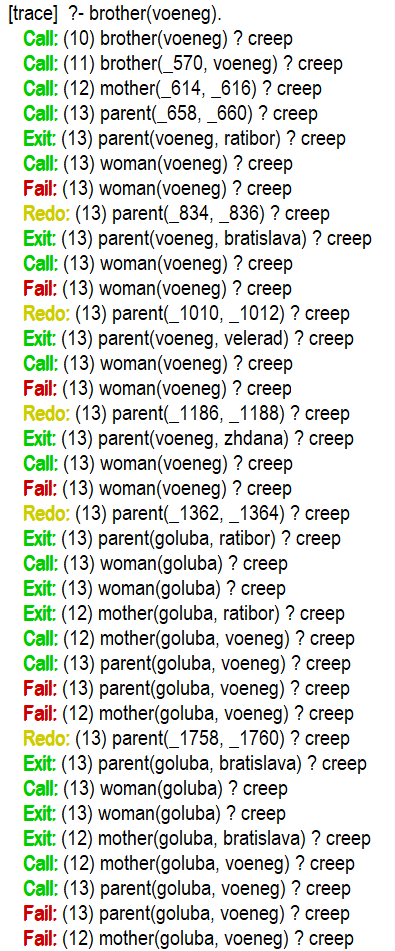 [trace]  ?- brother(voeneg).
Call: (10) brother(voeneg) ? creep
Call: (11) brother(_570, voeneg) ? creep
Call: (12) mother(_614, _616) ? creep
Call: (13) parent(_658, _660) ? creep
Exit: (13) parent(voeneg, ratibor) ? creep
Call: (13) woman(voeneg) ? creep
Fail: (13) woman(voeneg) ? creep
Redo: (13) parent(_834, _836) ? creep
Exit: (13) parent(voeneg, bratislava) ? creep
Call: (13) woman(voeneg) ? creep
Fail: (13) woman(voeneg) ? creep
Redo: (13) parent(_1010, _1012) ? creep
Exit: (13) parent(voeneg, velerad) ? creep
Call: (13) woman(voeneg) ? creep
Fail: (13) woman(voeneg) ? creep
Redo: (13) parent(_1186, _1188) ? creep
Exit: (13) parent(voeneg, zhdana) ? creep
Call: (13) woman(voeneg) ? creep
Fail: (13) woman(voeneg) ? creep
Redo: (13) parent(_1362, _1364) ? creep
Exit: (13) parent(goluba, ratibor) ? creep
Call: (13) woman(goluba) ? creep
Exit: (13) woman(goluba) ? creep
Exit: (12) mother(goluba, ratibor) ? creep
Call: (12) mother(goluba, voeneg) ? creep
Call: (13) parent(goluba, voeneg) ? creep
Fail: (13) parent(goluba, voeneg) ? creep
Fail: (12) mother(goluba, voeneg) ? creep
Redo: (13) parent(_1758, _1760) ? creep
Exit: (13) parent(goluba, bratislava) ? creep
Call: (13) woman(goluba) ? creep
Exit: (13) woman(goluba) ? creep
Exit: (12) mother(goluba, bratislava) ? creep
Call: (12) mother(goluba, voeneg) ? creep
Call: (13) parent(goluba, voeneg) ? creep
Fail: (13) parent(goluba, voeneg) ? creep
Fail: (12) mother(goluba, voeneg) ? creep